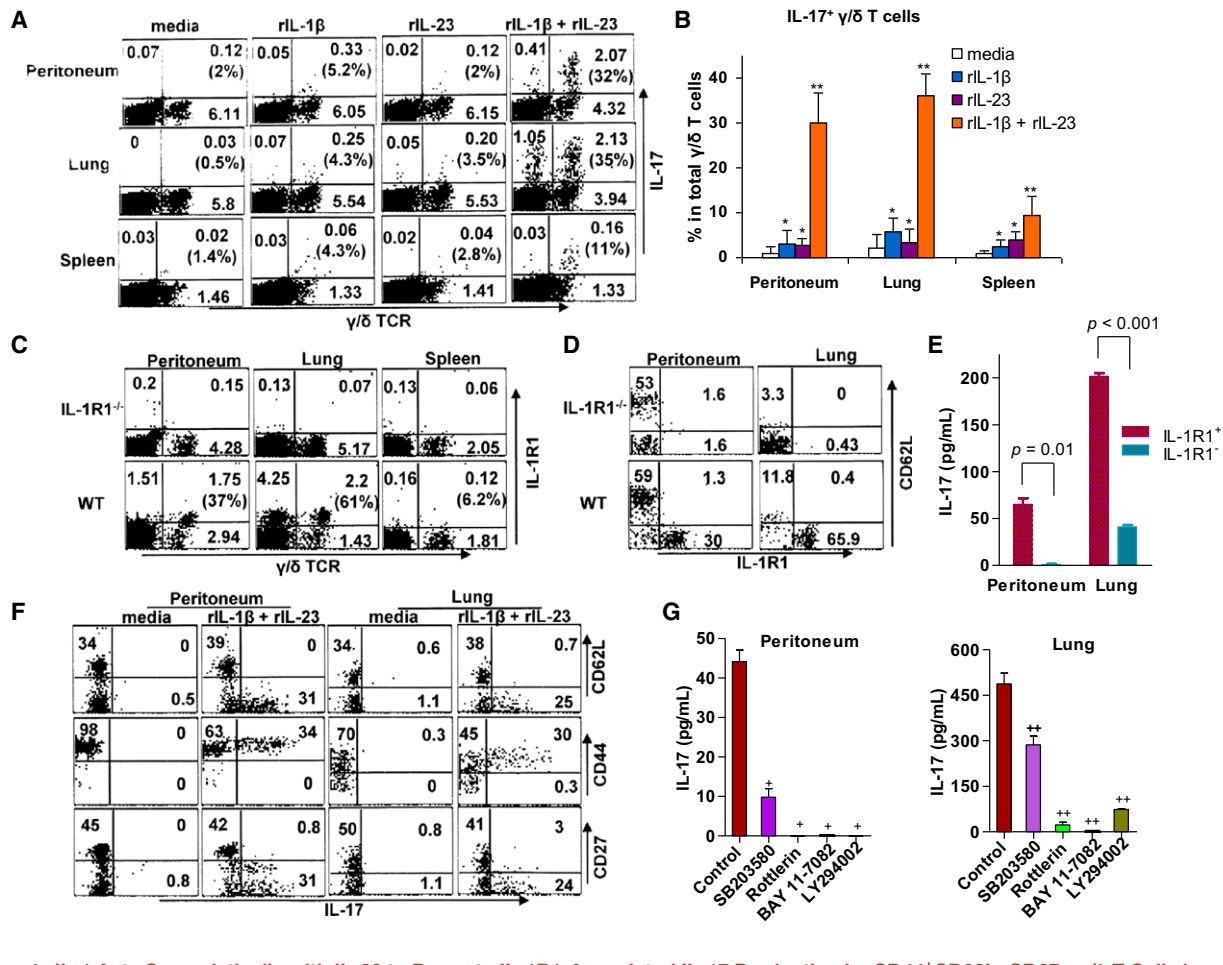 A
media
rIL-1β
rIL-23
rIL-1β + rIL-23
Peritoneum
0.07
0.12
(2%)
6.11
0.05
0.33
(5.2%)
6.05
0.02
0.12
(2%)
6.15
0.41
2.07
(32%)
4.32
Lung
0
0.03
(0.5%)
5.8
0.07
0.25
(4.3%)
5.54
0.05
0.20
(3.5%)
5.53
1.05
2.13
(35%)
3.94
Spleen
0.03
0.02
(1.4%)
1.46
0.03
0.06
(4.3%)
1.33
0.02
0.04
(2.8%)
1.41
0.03
0.16
(11%)
1.33
IL-17
γ/δ TCR
B
IL-17+ γ/δ T cells
% in total γ/δ T cells
40
30
20
10
0
media
rIL-1β
rIL-23
rIL-1β + rIL-23
* * **
* * **
* * **
Peritoneum Lung Spleen
C
Peritoneum Lung Spleen
IL-1R1-/-
0.2
0.15
4.28
0.13
0.07
5.17
0.13
0.06
2.05
WT
1.51
1.75
(37%)
2.94
4.25
2.2
(61%)
1.43
0.16
0.12
(6.2%)
1.81
IL-1R1
γ/δ TCR
D
Peritoneum Lung
IL-1R1-/-
53
1.6
1.6
3.3
0
0.43
WT
59
1.3
30
11.8
0.4
65.9
CD62L
IL-1R1
E
p < 0.001
p = 0.01
IL-17 (pg/mL)
200
150
100
50
0
IL-1R1+
IL-1R1-
Peritoneum Lung
F
Peritoneum
Lung
media
rIL-1β + rIL-23
media
rIL-1β + rIL-23
34
0
0.5
39
0
31
34
0.6
1.1
38
0.7
25
CD62L
98
0
0
63
34
0
70
0.3
0
45
30
0.3
CD44
45
0
0.8
42
0.8
31
50
0.8
1.1
41
3
24
CD27
IL-17
G
Peritoneum
IL-17 (pg/mL)
50
40
30
20
10
0
+ + + +
Control
SB203580
Rottlerin
BAY 11-7082
LY294002
Lung
IL-17 (pg/mL)
600
450
300
150
0
++ ++ ++ ++
Control
SB203580
Rottlerin
BAY 11-7082
LY294002